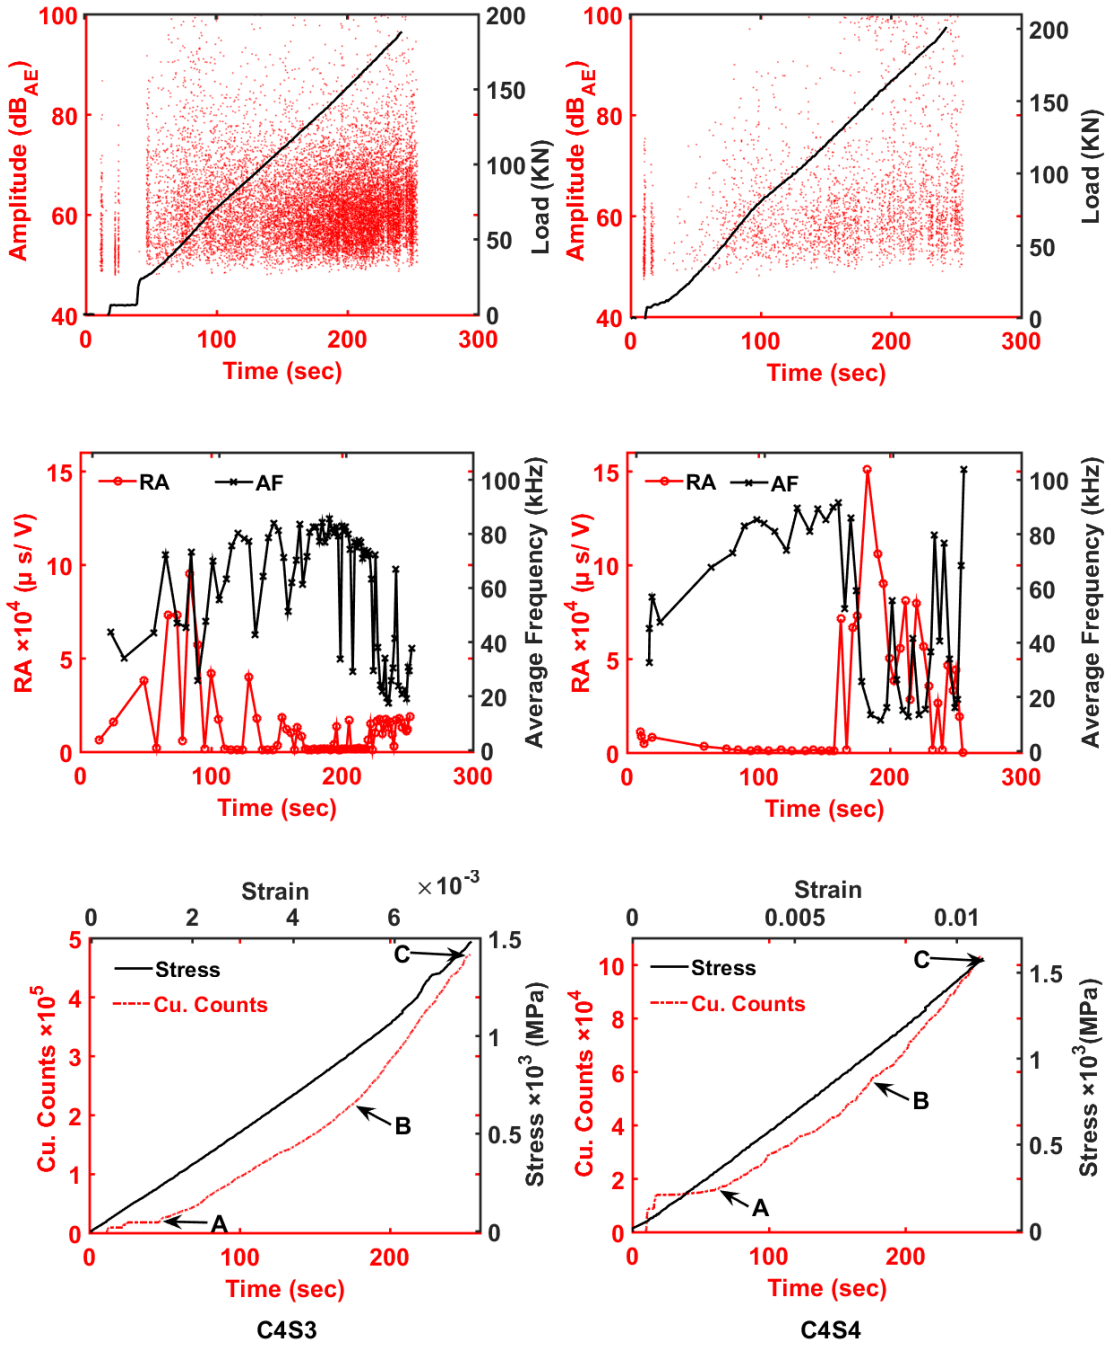 100
80
60
40
Amplitude (dB_AE)
200
150
100
50
0
Load (KN)
0 100 200 300
Time (sec)
100
80
60
40
Amplitude (dB_AE)
200
150
100
50
0
Load (KN)
0 100 200 300
Time (sec)
15
10
5
0
RA ×10^4 (μ s/ V)
RA AF
100
80
60
40
20
0
Average Frequency (kHz)
0 100 200 300
Time (sec)
15
10
5
0
RA ×10^4 (μ s/ V)
RA AF
100
80
60
40
20
0
Average Frequency (kHz)
0 100 200 300
Time (sec)
Strain ×10^-3
0 2 4 6
5
4
3
2
1
0
Cu. Counts ×10^5
Stress
Cu. Counts
C
B
A
1.5
1
0.5
0
Stress ×10^3 (MPa)
0 100 200
Time (sec)
C4S3
Strain
0 0.005 0.01
10
8
6
4
2
0
Cu. Counts ×10^4
Stress
Cu. Counts
C
B
A
1.5
1
0.5
0
Stress ×10^3(MPa)
0 100 200
Time (sec)
C4S4